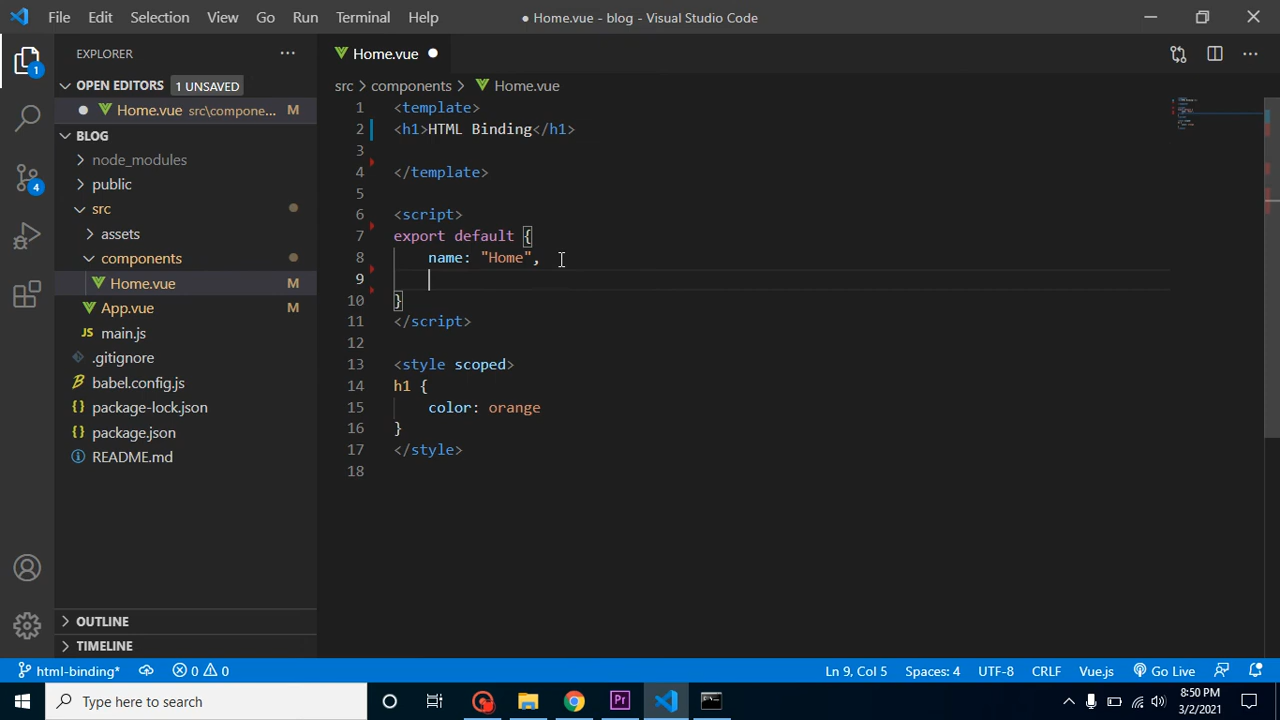 File Edit Selection View Go Run Terminal Help
● Home.vue - blog - Visual Studio Code
EXPLORER
OPEN EDITORS 1 UNSAVED
Home.vue src\compone... M
BLOG
node_modules
public
src
assets
components
Home.vue M
App.vue M
JS main.js
.gitignore
babel.config.js
package-lock.json
package.json
README.md
OUTLINE
TIMELINE
1
4
Home.vue ●
src > components > Home.vue
1 <template>
2 <h1>HTML Binding</h1>
3
4 </template>
5
6 <script>
7 export default {
8 name: "Home",
9
10 }
11 </script>
12
13 <style scoped>
14 h1 {
15 color: orange
16 }
17 </style>
18
html-binding* 0 0 Ln 9, Col 5 Spaces: 4 UTF-8 CRLF Vue.js Go Live
Type here to search
Pr
8:50 PM
3/2/2021